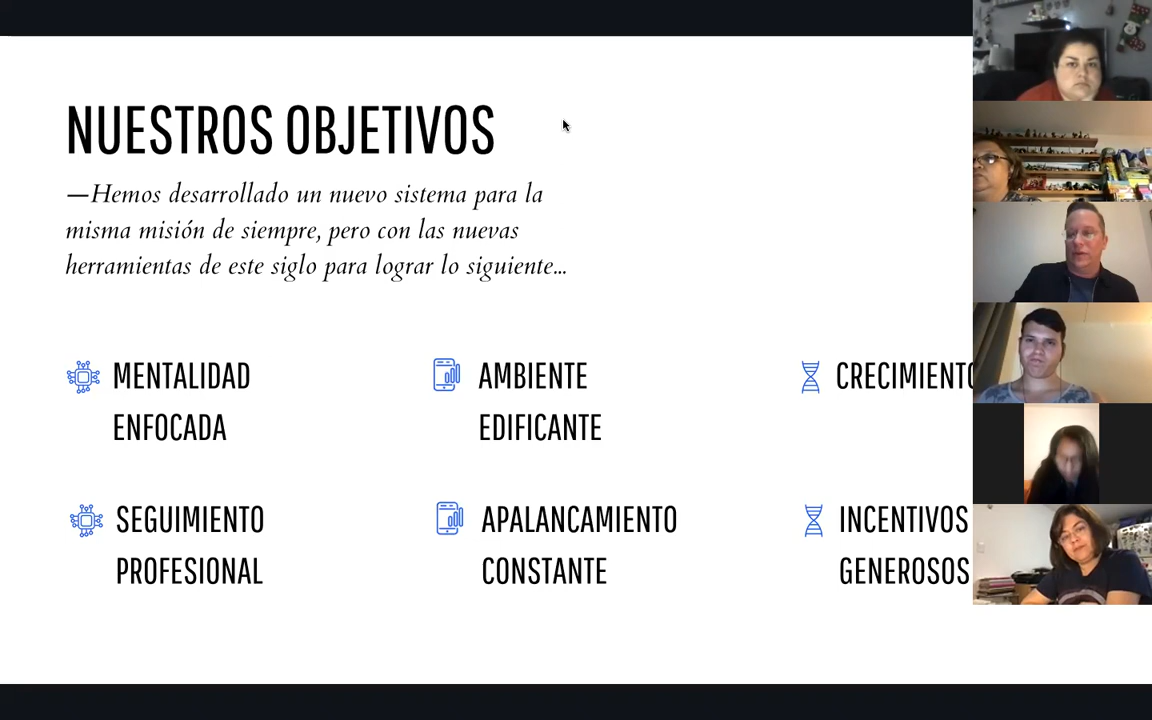 NUESTROS OBJETIVOS
—Hemos desarrollado un nuevo sistema para la
misma misión de siempre, pero con las nuevas
herramientas de este siglo para lograr lo siguiente...
MENTALIDAD
ENFOCADA
AMBIENTE
EDIFICANTE
CRECIMIENTO
SEGUIMIENTO
PROFESIONAL
APALANCAMIENTO
CONSTANTE
INCENTIVOS
GENEROSOS